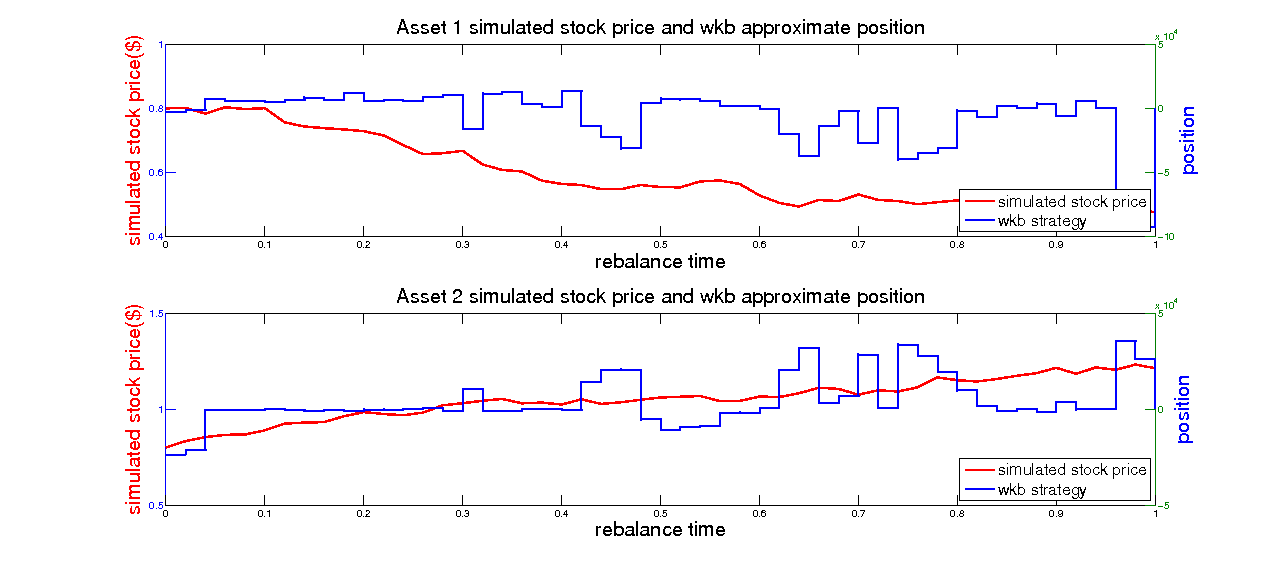 Asset 1 simulated stock price and wkb approximate position
x 10^4
1 5
0.8 0
0.6 -5
0.4 -10
simulated stock price($)
position
simulated stock price
wkb strategy
0 0.1 0.2 0.3 0.4 0.5 0.6 0.7 0.8 0.9 1
rebalance time
Asset 2 simulated stock price and wkb approximate position
x 10^4
1.5 5
1 0
0.5 -5
simulated stock price($)
position
simulated stock price
wkb strategy
0 0.1 0.2 0.3 0.4 0.5 0.6 0.7 0.8 0.9 1
rebalance time